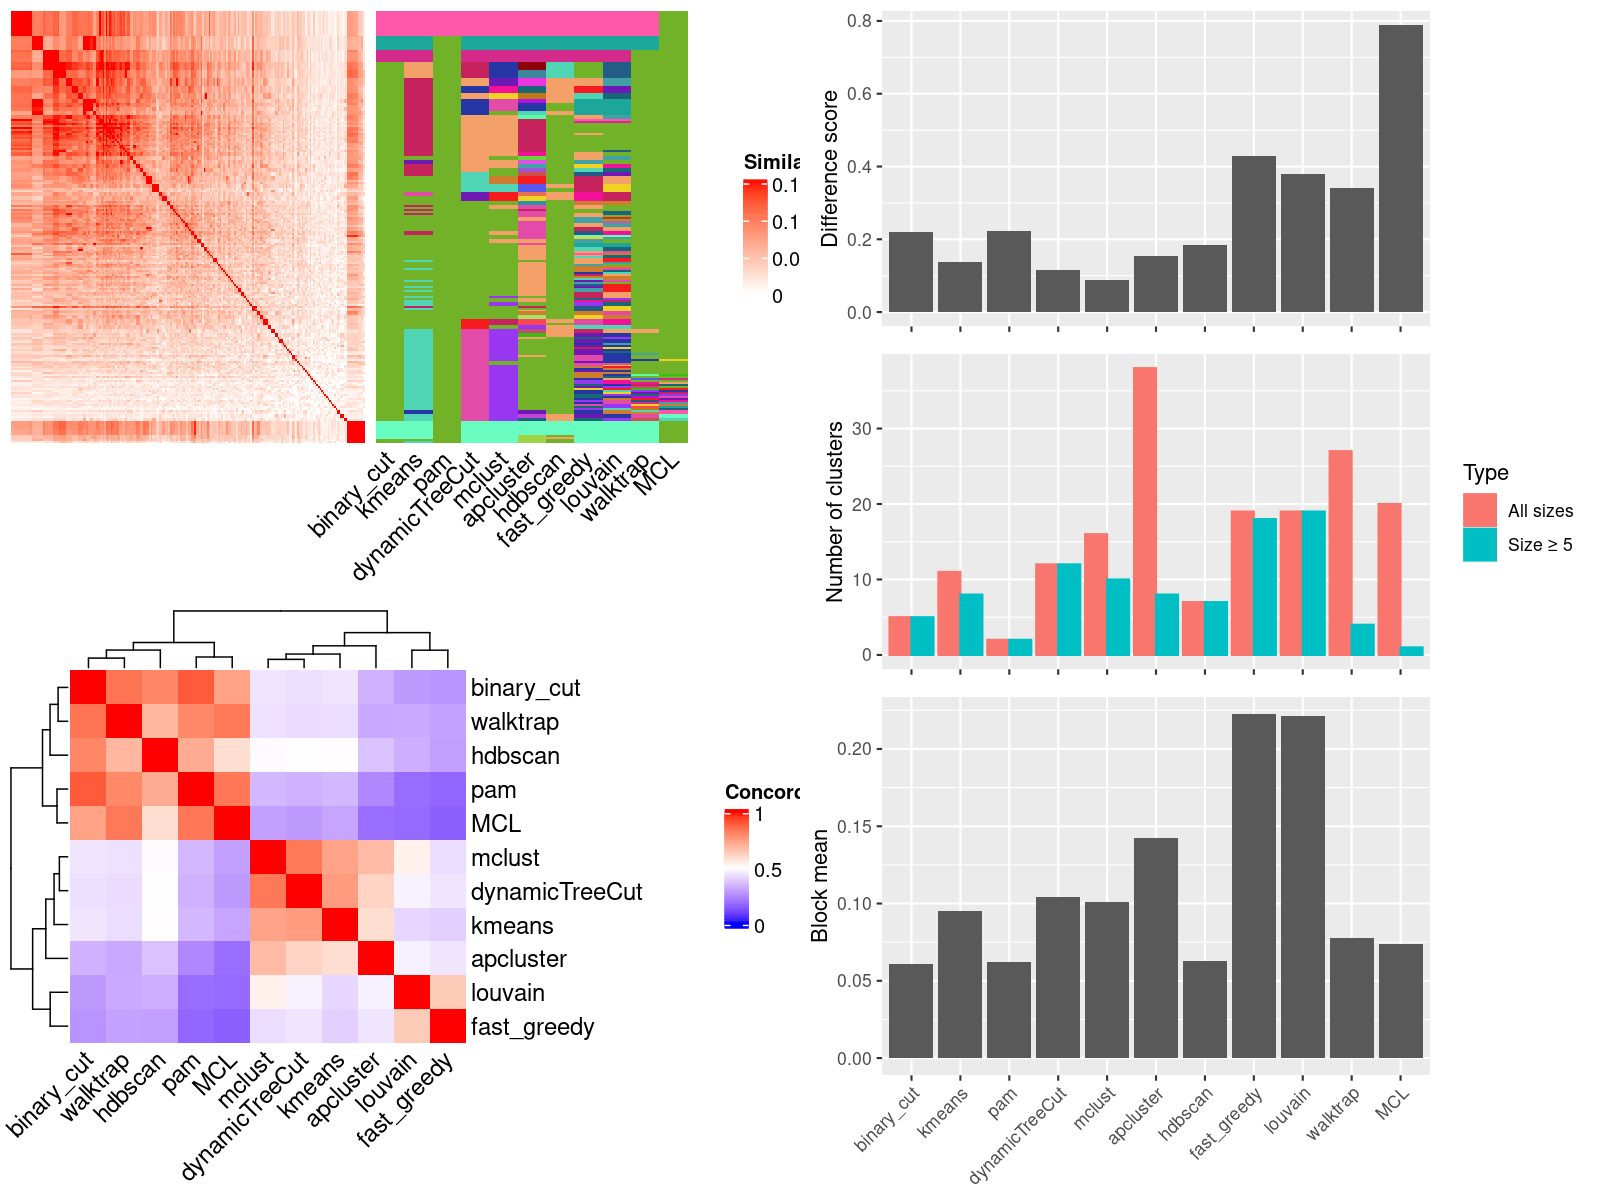 Simila
0.1
0.1
0.0
0
binary_cut
kmeans
pam
dynamicTreeCut
mclust
apcluster
hdbscan
fast_greedy
louvain
walktrap
MCL
Difference score
0.8
0.6
0.4
0.2
0.0
Number of clusters
30
20
10
0
Type
All sizes
Size ≥ 5
binary_cut
walktrap
hdbscan
pam
MCL
mclust
dynamicTreeCut
kmeans
apcluster
louvain
fast_greedy
binary_cut
walktrap
hdbscan
pam
MCL
mclust
dynamicTreeCut
kmeans
apcluster
louvain
fast_greedy
Concord
1
0.5
0
Block mean
0.20
0.15
0.10
0.05
0.00
binary_cut
kmeans
pam
dynamicTreeCut
mclust
apcluster
hdbscan
fast_greedy
louvain
walktrap
MCL